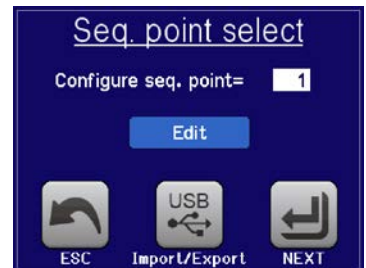 Seq. point select
Configure seq. point= 1
Edit
USB
ESC Import/Export NEXT